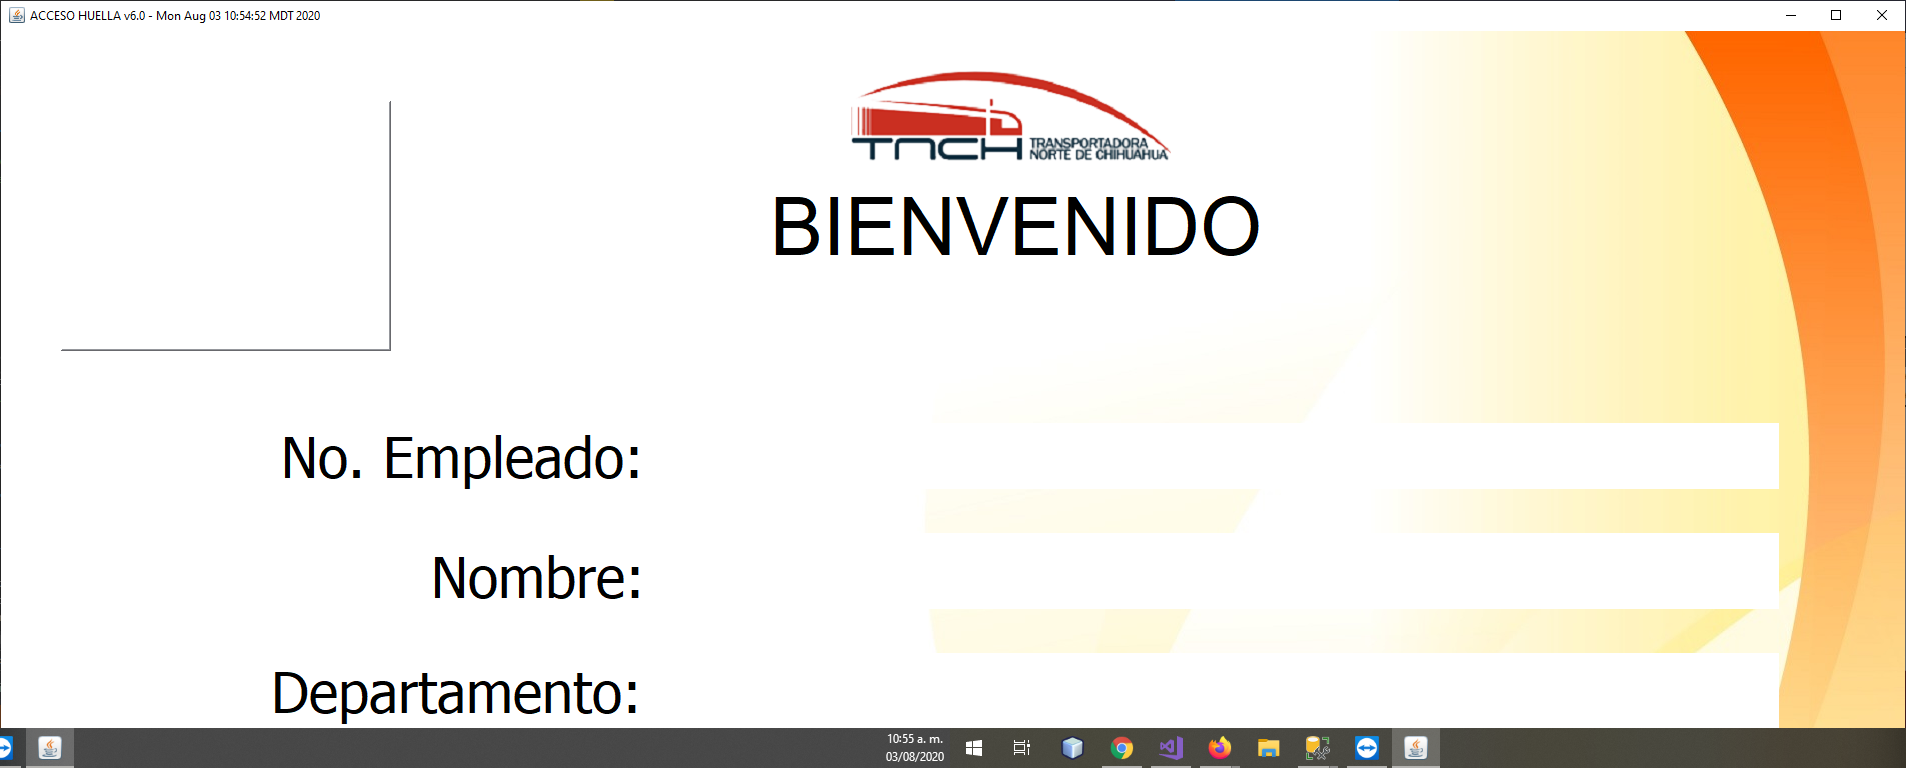 ACCESO HUELLA v6.0 - Mon Aug 03 10:54:52 MDT 2020
TNCH TRANSPORTADORA
NORTE DE CHIHUAHUA
BIENVENIDO
No. Empleado:
Nombre:
Departamento:
10:55 a. m.
03/08/2020